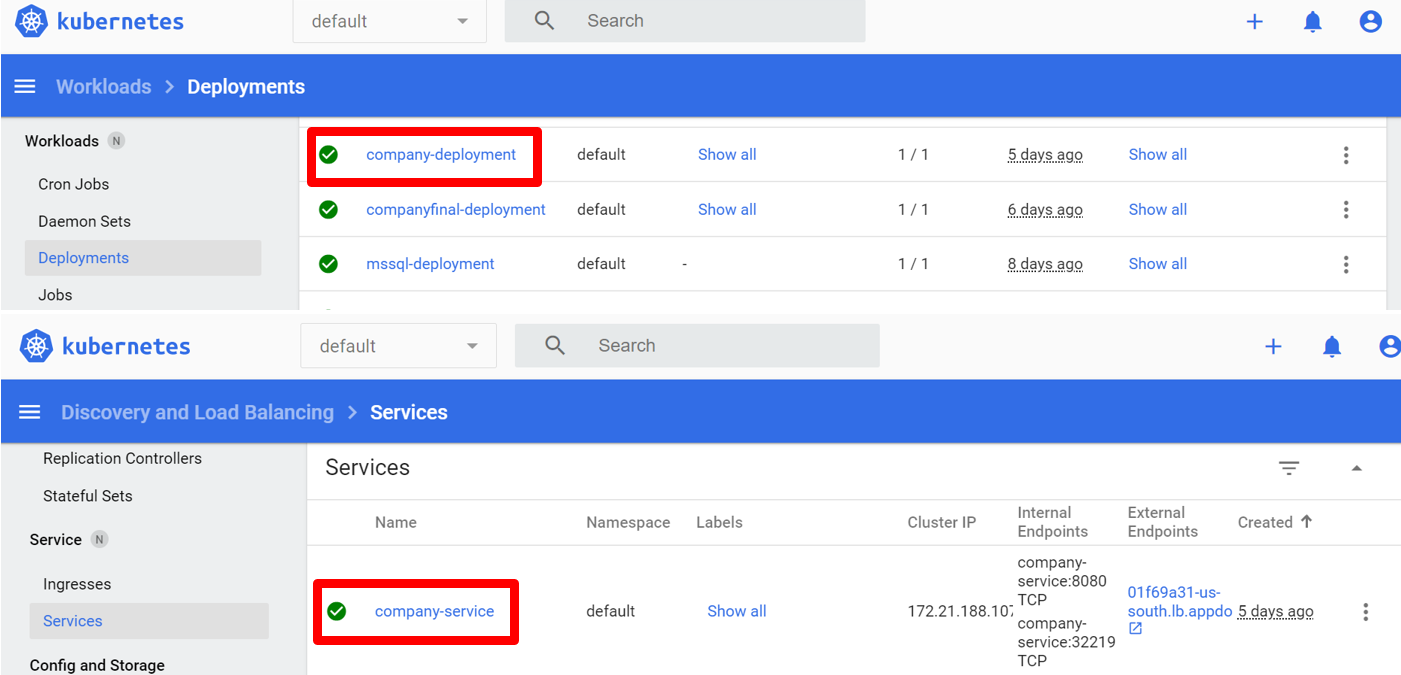 kubernetes
default
Search
Workloads > Deployments
Workloads N
Cron Jobs
Daemon Sets
Deployments
Jobs
company-deployment default Show all 1 / 1 5 days ago Show all
companyfinal-deployment default Show all 1 / 1 6 days ago Show all
mssql-deployment default - 1 / 1 8 days ago Show all
kubernetes
default
Search
Discovery and Load Balancing > Services
Replication Controllers
Stateful Sets
Service N
Ingresses
Services
Config and Storage
Services
Name Namespace Labels Cluster IP Internal Endpoints External Endpoints Created
company-service default Show all 172.21.188.107
company-
service:8080
TCP
company-
service:32219
TCP
01f69a31-us-
south.lb.appdo
5 days ago